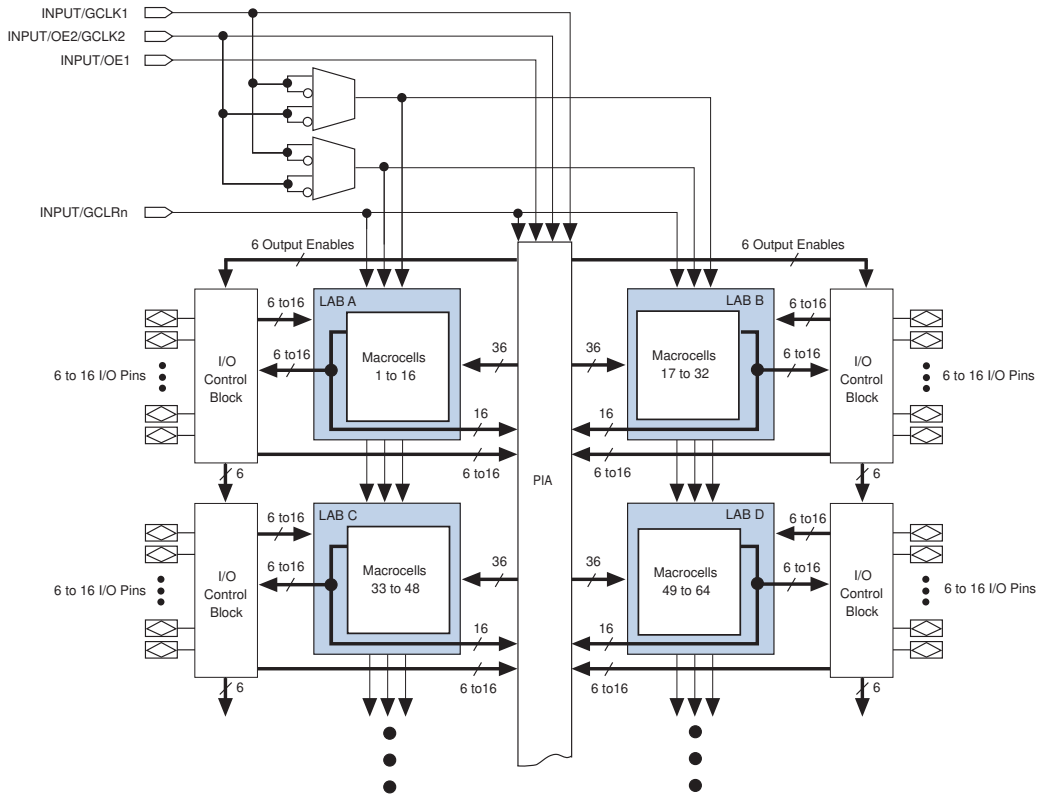 INPUT/GCLK1
INPUT/OE2/GCLK2
INPUT/OE1
INPUT/GCLRn
6 Output Enables
6 Output Enables
LAB A
LAB B
6 to16
6 to16
6 to 16 I/O Pins
I/O
Control
Block
6 to16
Macrocells
1 to 16
36
36
Macrocells
17 to 32
6 to16
I/O
Control
Block
6 to 16 I/O Pins
16
16
6 to16
6 to16
PIA
6
6
LAB C
LAB D
6 to16
6 to16
6 to 16 I/O Pins
I/O
Control
Block
6 to16
Macrocells
33 to 48
36
36
Macrocells
49 to 64
6 to16
I/O
Control
Block
6 to 16 I/O Pins
16
16
6 to16
6 to16
6
6